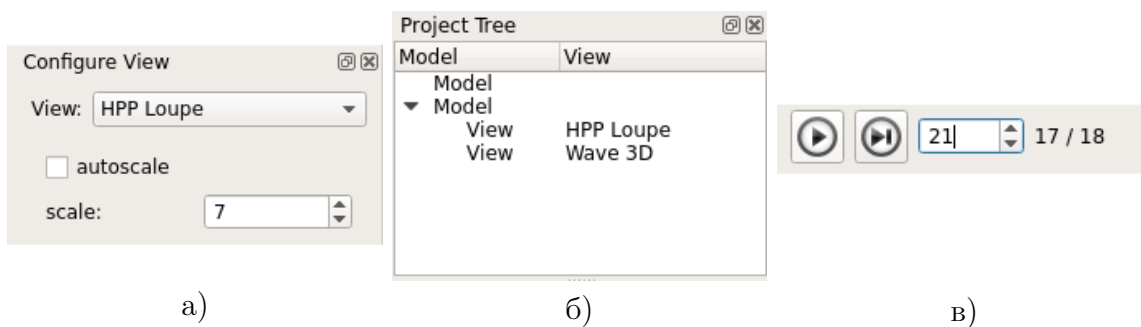 Configure View
View: HPP Loupe
autoscale
scale: 7
а)
Project Tree
Model View
Model
Model
View HPP Loupe
View Wave 3D
б)
21 17 / 18
в)